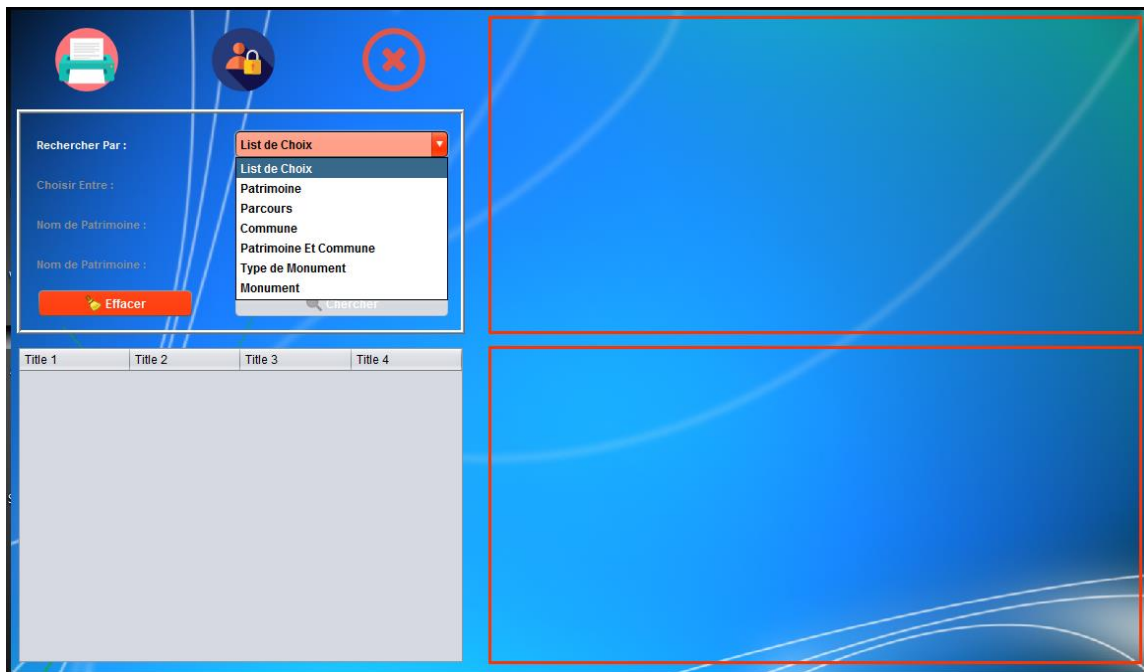 Rechercher Par :
List de Choix
List de Choix
Choisir Entre :
Patrimoine
Parcours
Nom de Patrimoine :
Commune
Patrimoine Et Commune
Nom de Patrimoine :
Type de Monument
Monument
Effacer
Chercher
Title 1 Title 2 Title 3 Title 4